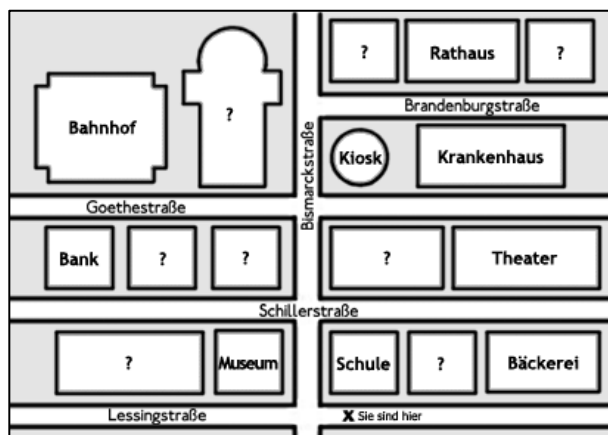 ? Rathaus ?
Brandenburgstraße
Bahnhof
?
Bismarckstraße
Kiosk
Krankenhaus
Goethestraße
Bank ? ?
? Theater
Schillerstraße
? Museum
Schule ? Bäckerei
Lessingstraße
X Sie sind hier